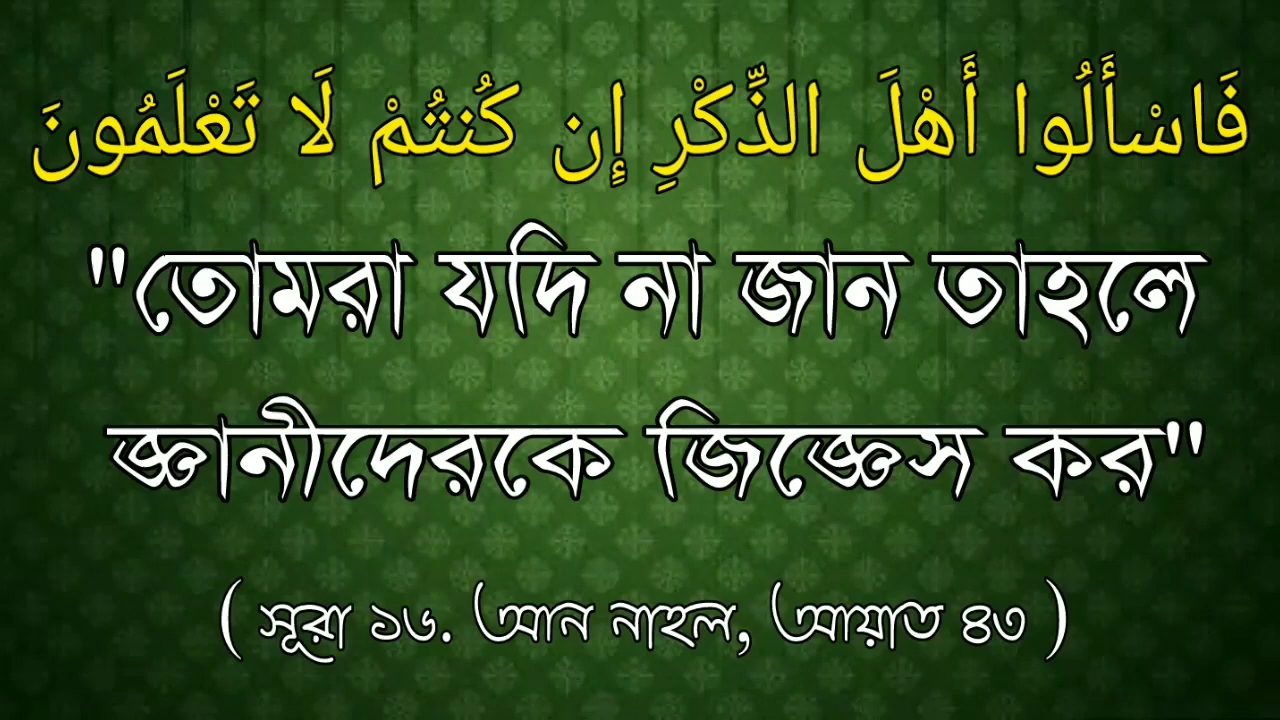 فَاسْأَلُوا أَهْلَ الذِّكْرِ إِن كُنتُمْ لَا تَعْلَمُونَ
"তোমরা যদি না জান তাহলে
জ্ঞানীদেরকে জিজ্ঞেস কর"
( সূরা ১৬. আন নাহল, আয়াত ৪৩ )